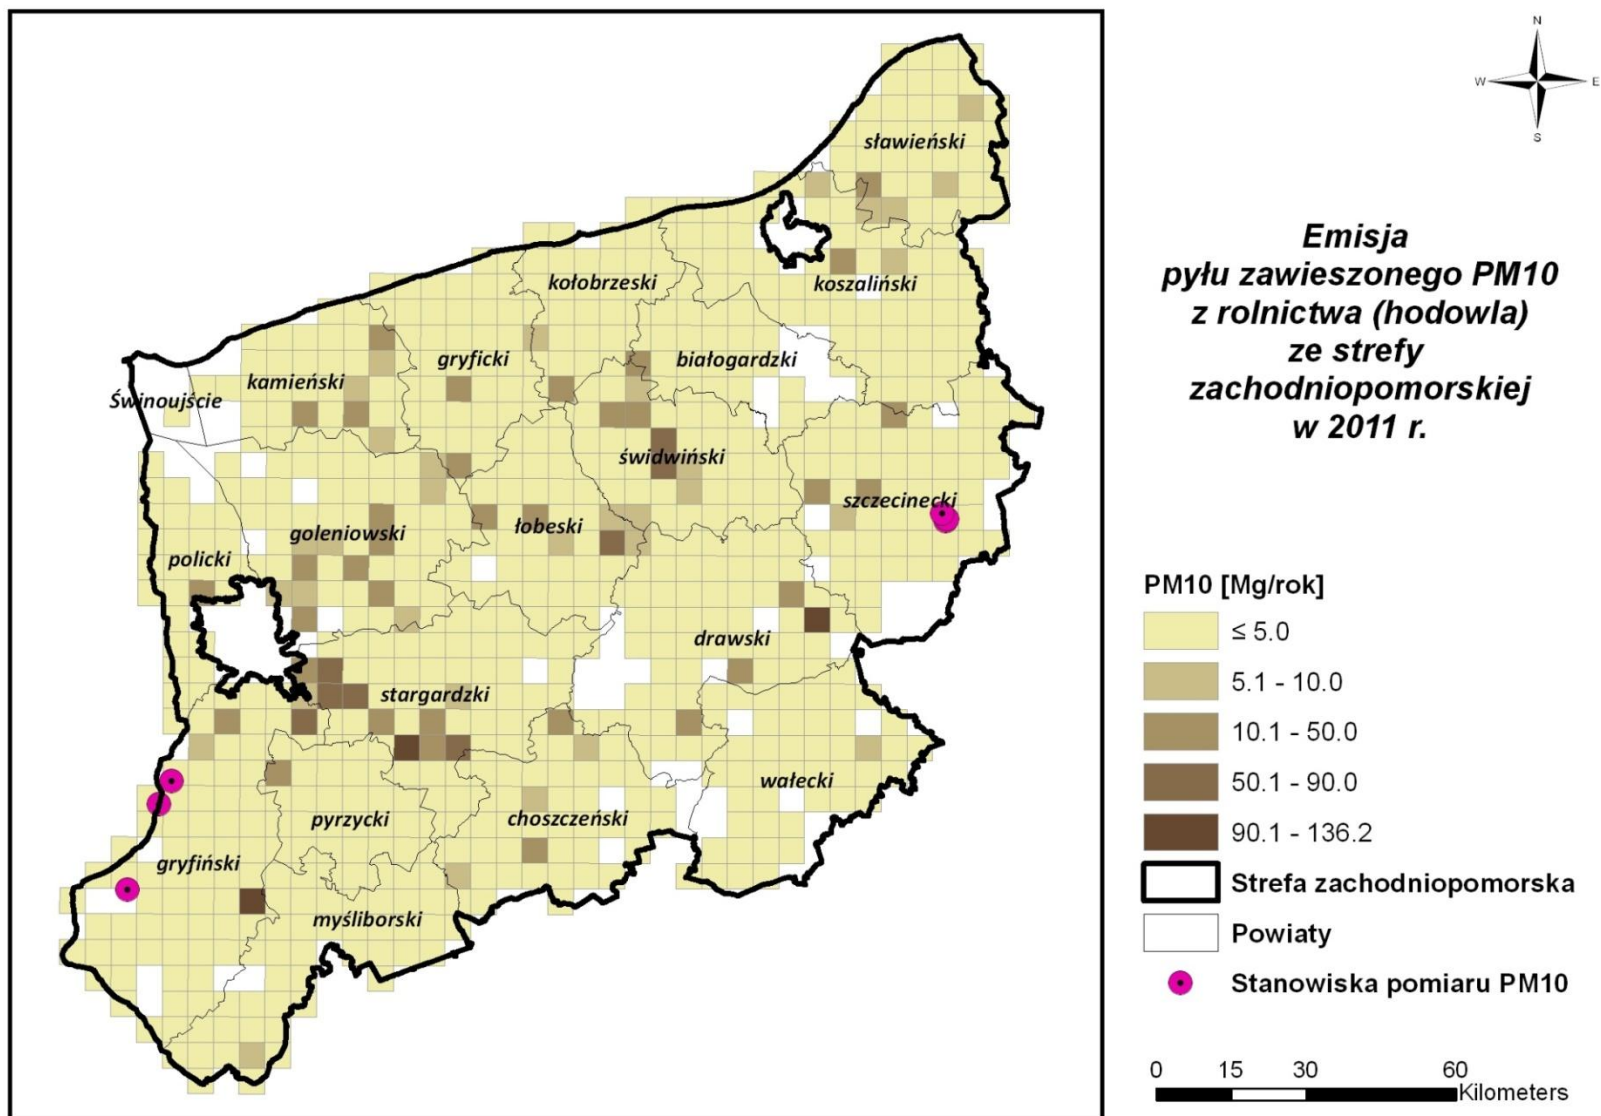 N
W
E
S
Emisja
pyłu zawieszonego PM10
z rolnictwa (hodowla)
ze strefy
zachodniopomorskiej
w 2011 r.
sławieński
kołobrzeski
koszaliński
gryficki
białogardzki
kamieński
Świnoujście
świdwiński
szczecinecki
goleniowski
łobeski
policki
drawski
stargardzki
wałecki
pyrzycki
choszczeński
gryfiński
myśliborski
PM10 [Mg/rok]
≤ 5.0
5.1 - 10.0
10.1 - 50.0
50.1 - 90.0
90.1 - 136.2
Strefa zachodniopomorska
Powiaty
Stanowiska pomiaru PM10
0 15 30 60
Kilometers